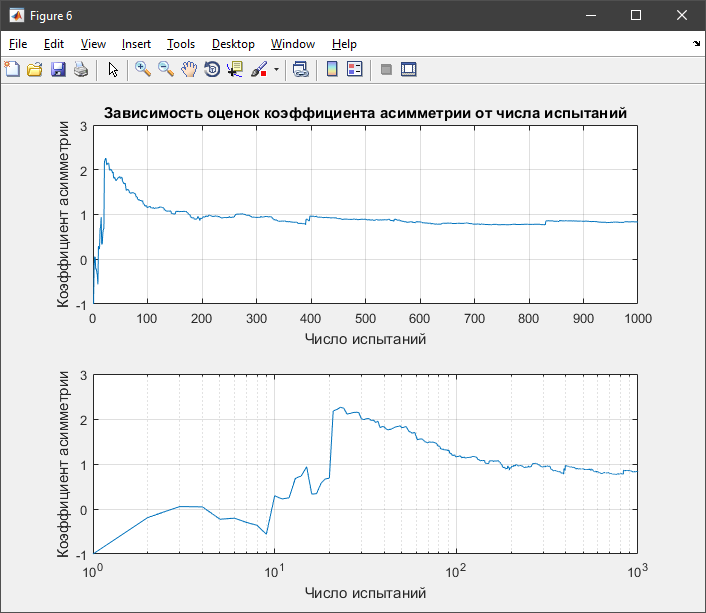 Figure 6
File Edit View Insert Tools Desktop Window Help
Зависимость оценок коэффициента асимметрии от числа испытаний
Коэффициент асимметрии
3
2
1
0
-1
0 100 200 300 400 500 600 700 800 900 1000
Число испытаний
Коэффициент асимметрии
3
2
1
0
-1
10^0 10^1 10^2 10^3
Число испытаний